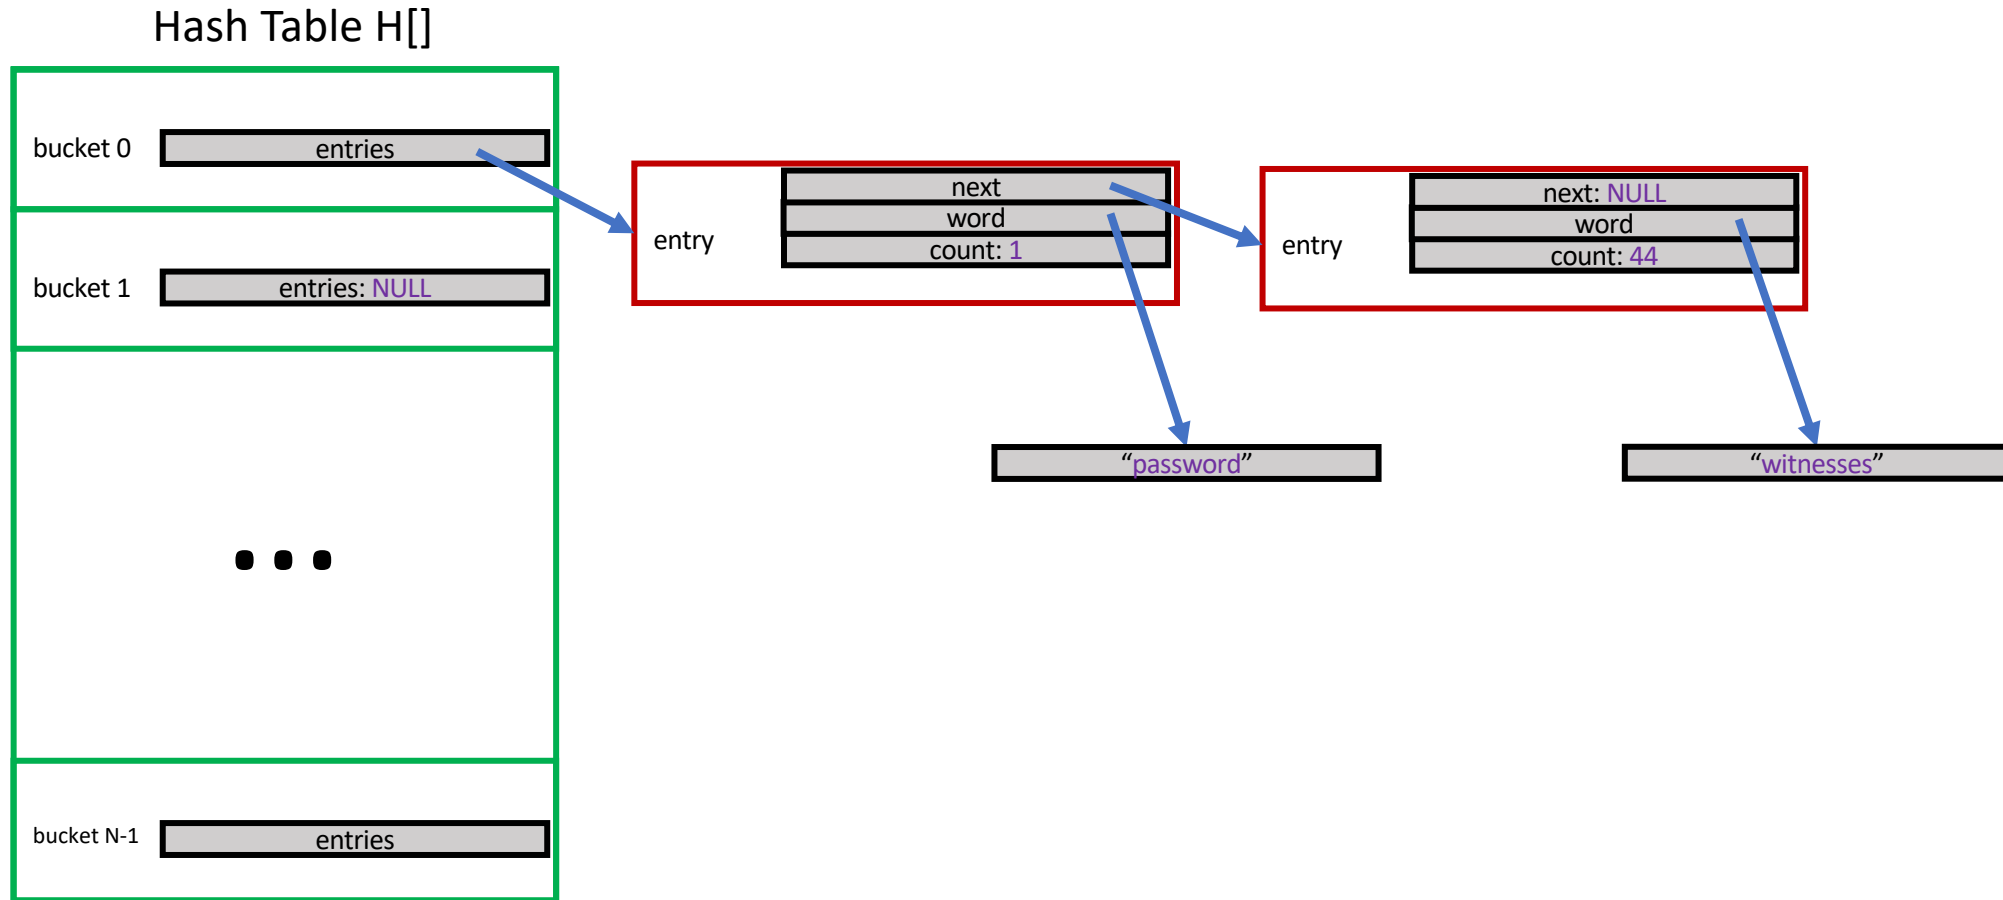 Hash Table H[]
bucket 0
entries
entry
next
word
count: 1
entry
next: NULL
word
count: 44
bucket 1
entries: NULL
“password”
“witnesses”
...
bucket N-1
entries